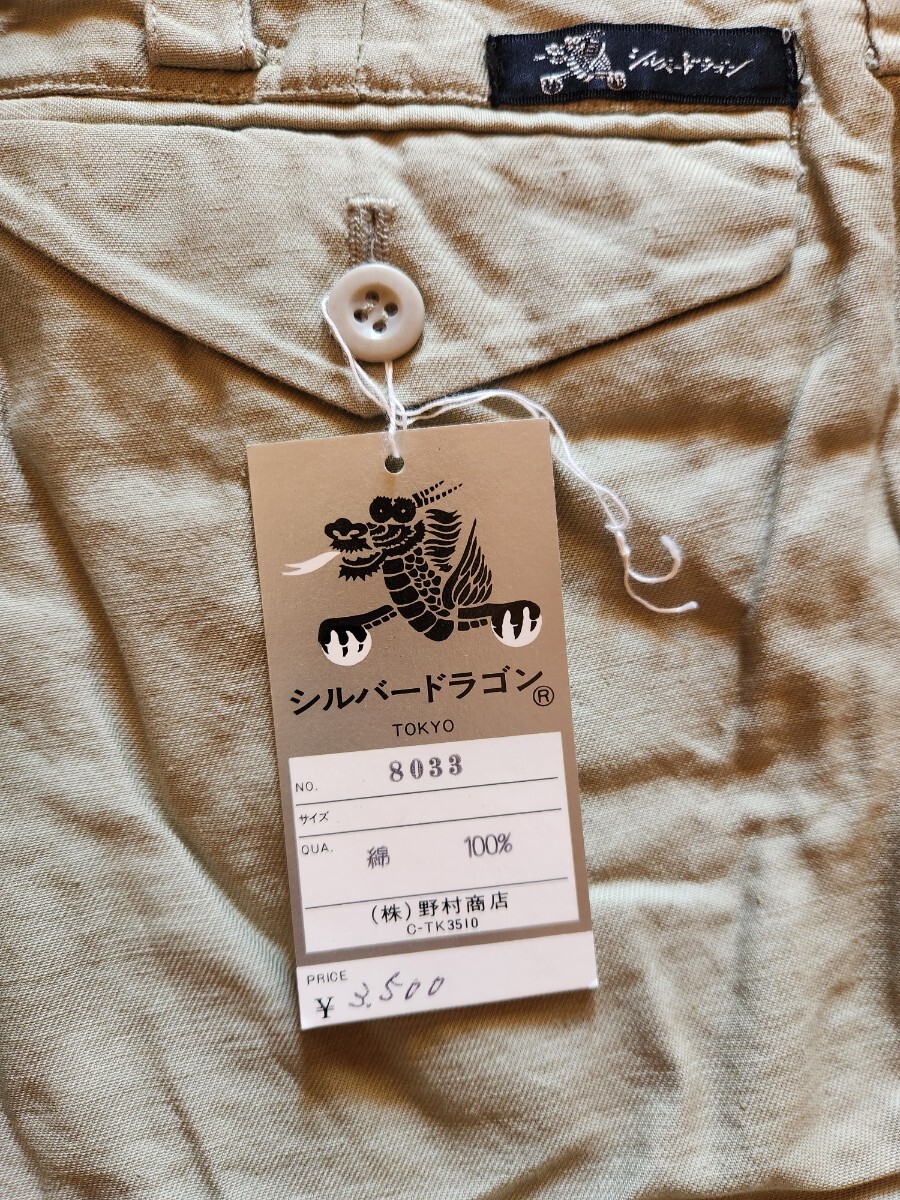 シルバードラゴン
シルバードラゴン®
TOKYO
NO. 8033
サイズ
QUA. 綿 100%
(株)野村商店
C-TK3510
PRICE
¥ 3.500